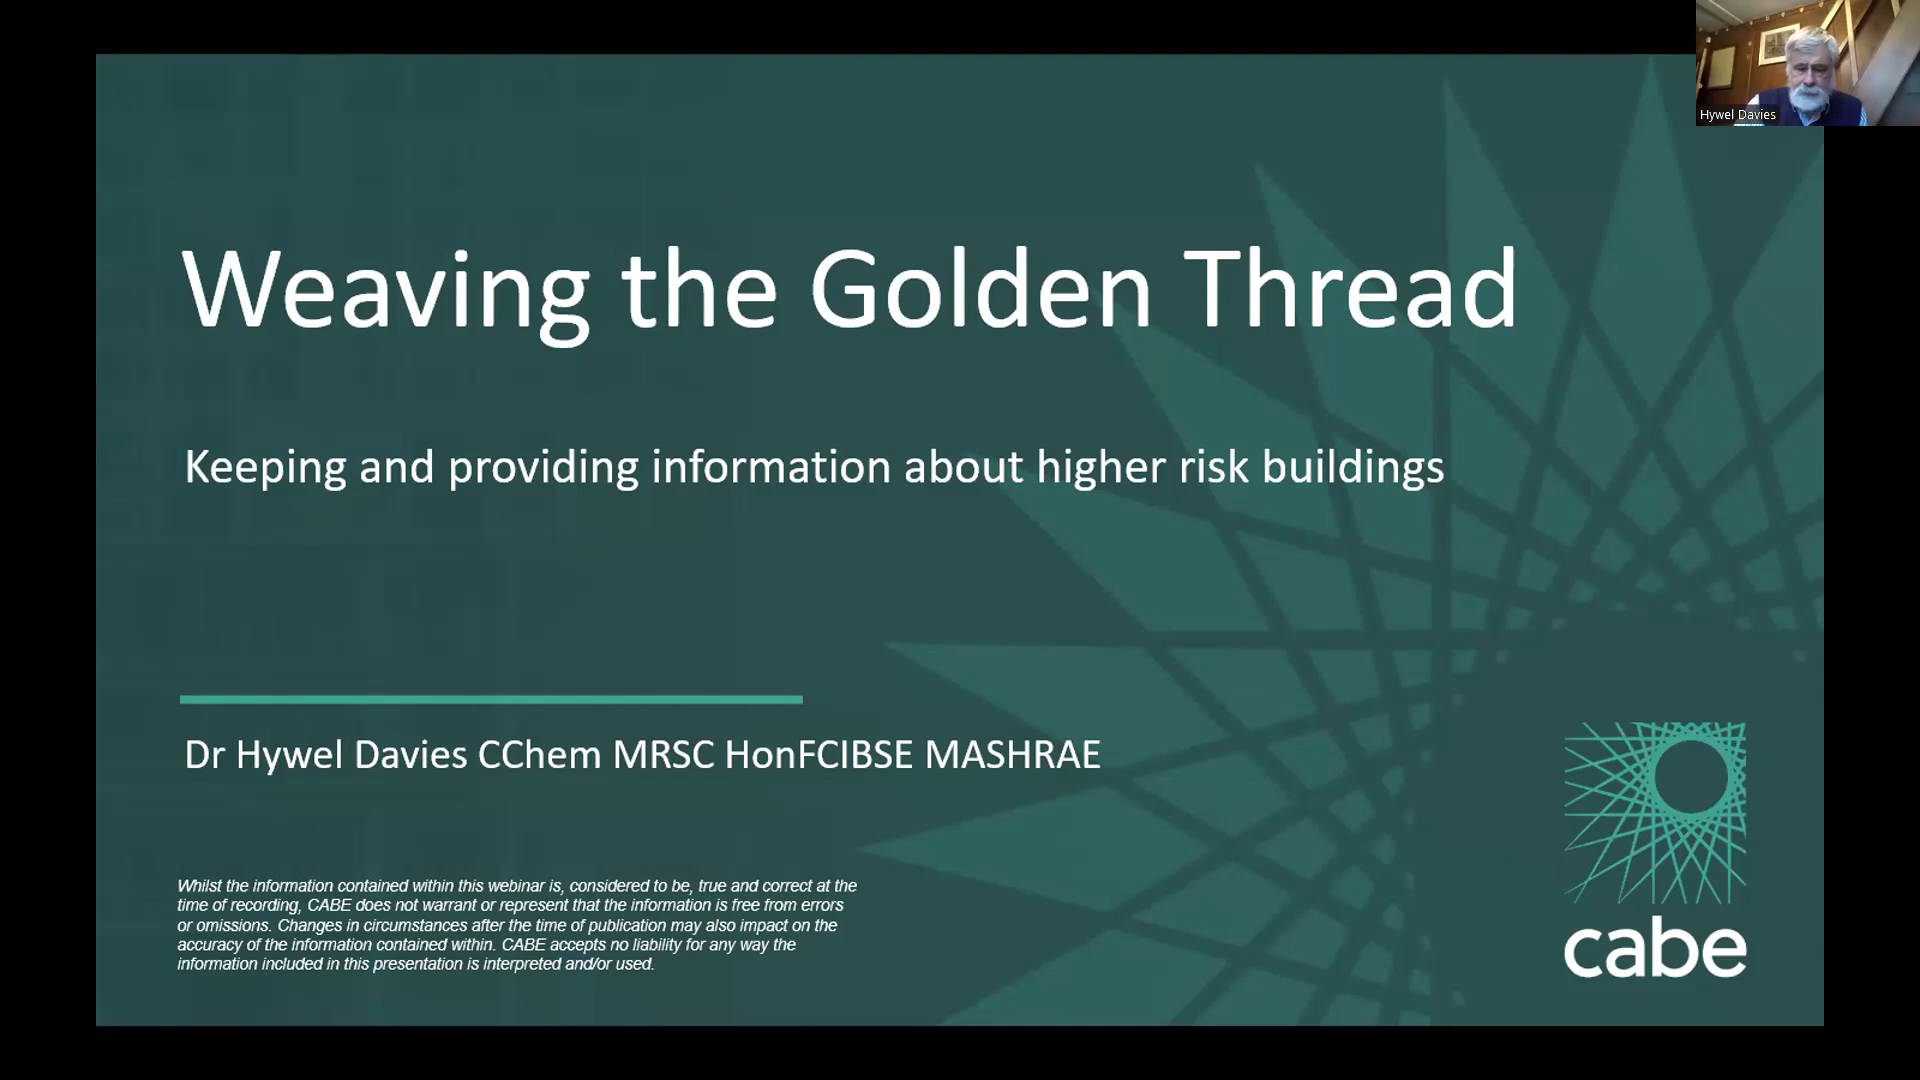 Hywel Davies
Weaving the Golden Thread
Keeping and providing information about higher risk buildings
Dr Hywel Davies CChem MRSC HonFCIBSE MASHRAE
Whilst the information contained within this webinar is, considered to be, true and correct at the
time of recording, CABE does not warrant or represent that the information is free from errors
or omissions. Changes in circumstances after the time of publication may also impact on the
accuracy of the information contained within. CABE accepts no liability for any way the
information included in this presentation is interpreted and/or used.
cabe